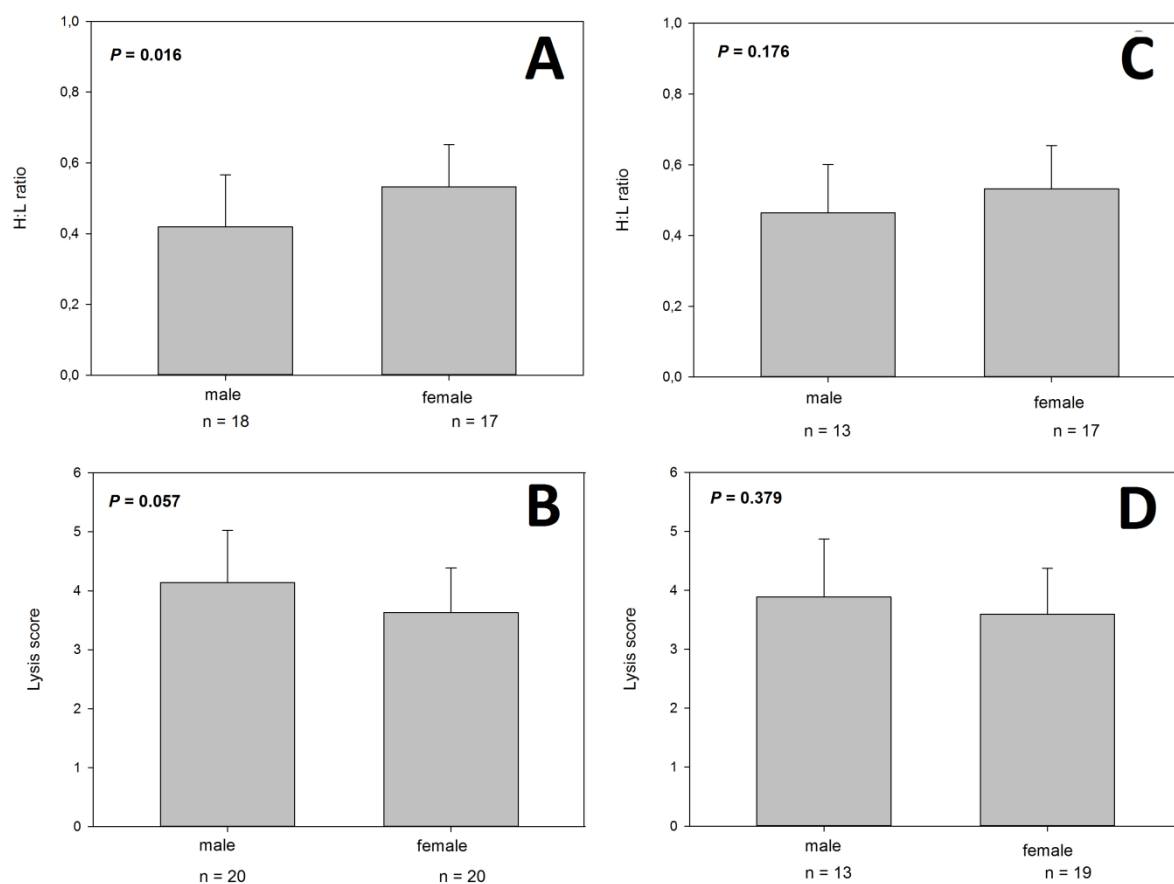 A
P = 0.016
H:L ratio
1,0
0,8
0,6
0,4
0,2
0,0
male
female
n = 18
n = 17
C
P = 0.176
H:L ratio
1,0
0,8
0,6
0,4
0,2
0,0
male
female
n = 13
n = 17
B
P = 0.057
Lysis score
6
5
4
3
2
1
0
male
female
n = 20
n = 20
D
P = 0.379
Lysis score
6
5
4
3
2
1
0
male
female
n = 13
n = 19